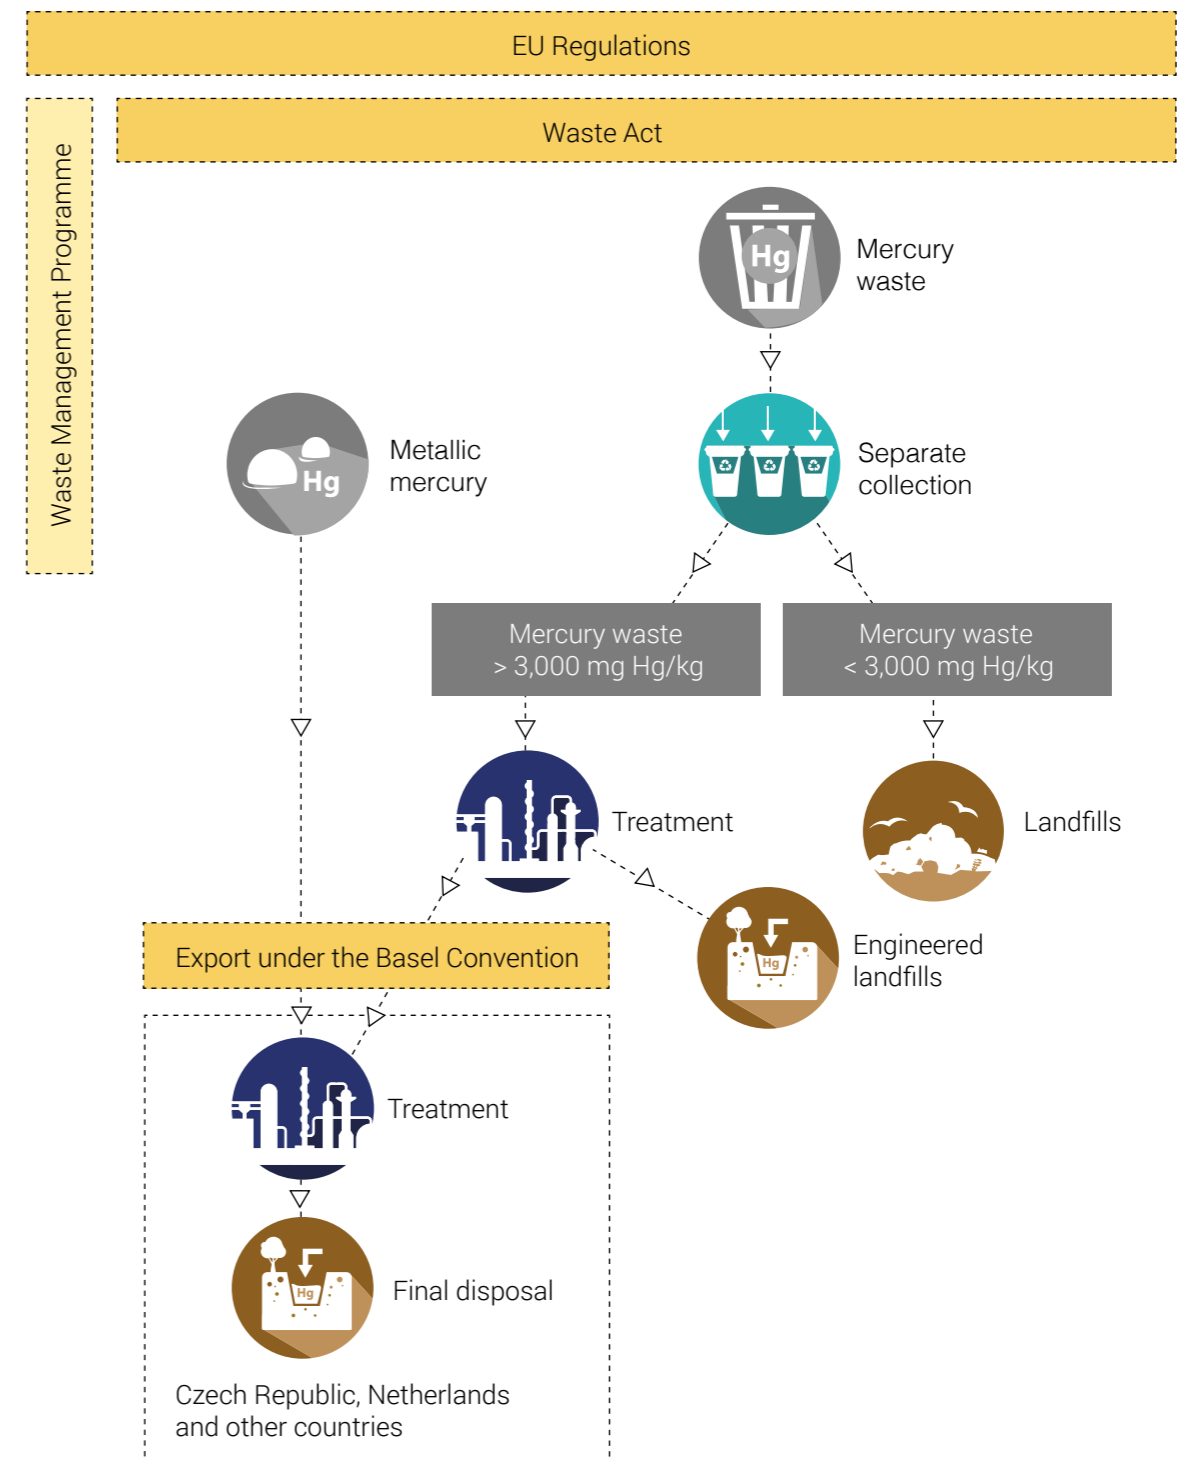 EU Regulations
Waste Act
Waste Management Programme
Hg
Mercury
waste
Metallic
mercury
Hg
Separate
collection
Mercury waste
> 3,000 mg Hg/kg
Mercury waste
< 3,000 mg Hg/kg
Treatment
Landfills
Export under the Basel Convention
Hg
Engineered
landfills
Treatment
Hg
Final disposal
Czech Republic, Netherlands
and other countries